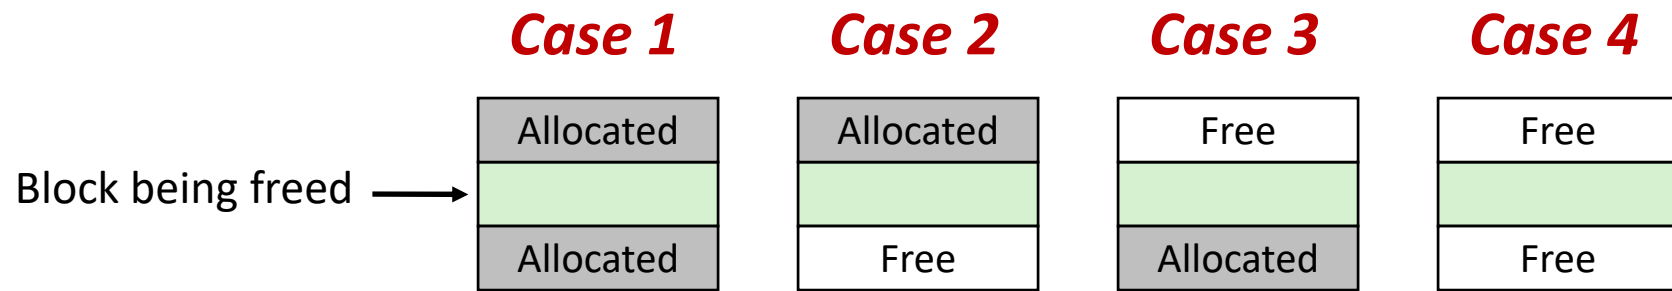 Case 1 Case 2 Case 3 Case 4
Allocated Allocated Free Free
Block being freed
Allocated Free Allocated Free